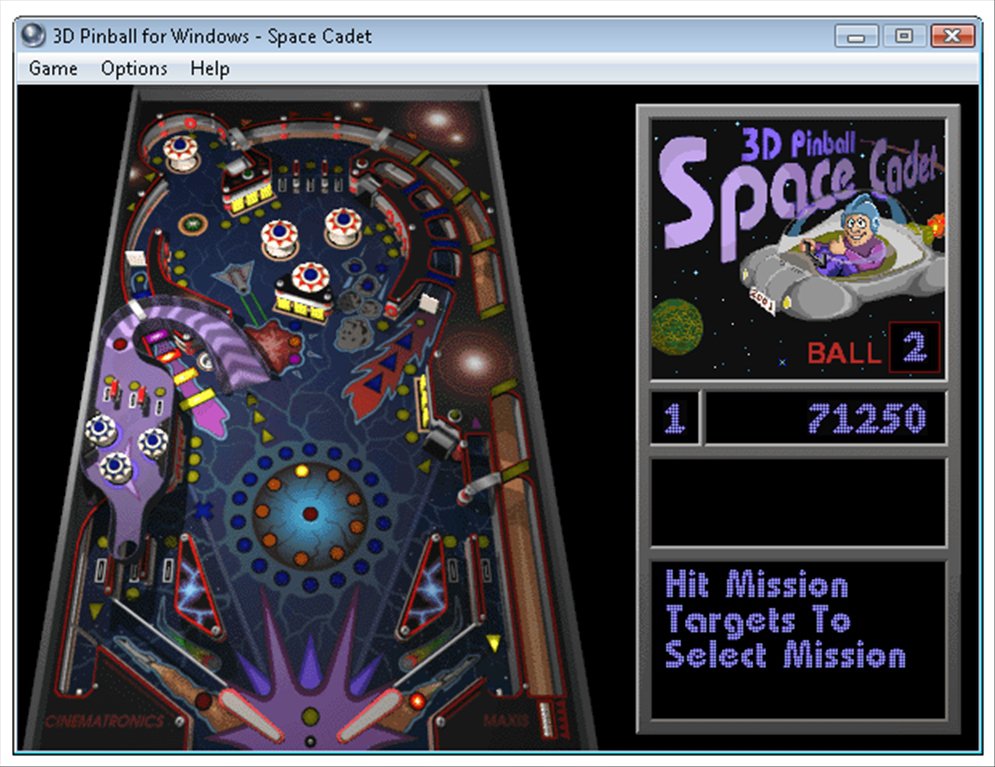 3D Pinball for Windows - Space Cadet
Game Options Help
3D Pinball
Space Cadet
2001
BALL 2
1 71250
Hit Mission
Targets To
Select Mission
CINEMATRONICS MAXIS